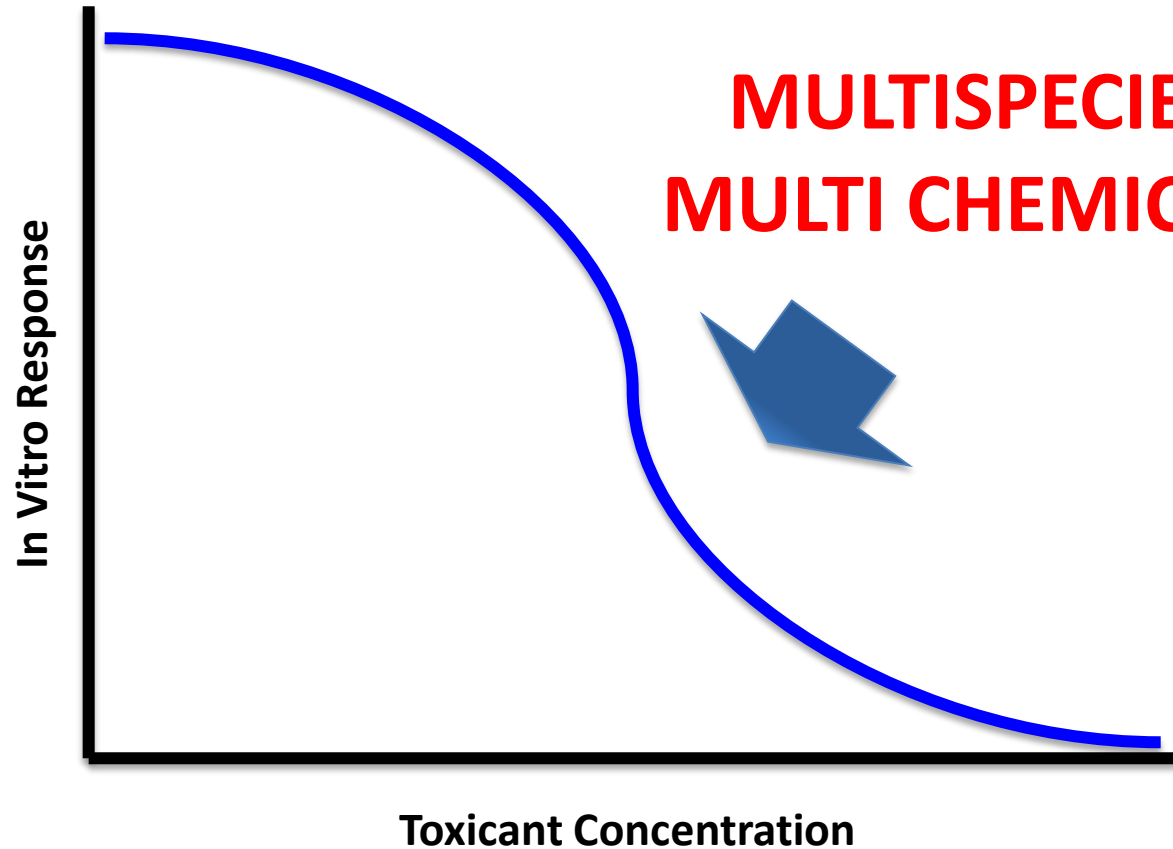 MULTISPECIE
MULTI CHEMIC
In Vitro Response
Toxicant Concentration